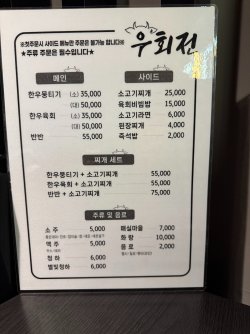 ※첫주문시 사이드 메뉴만 주문은 불가능 합니다※
★주류 주문은 필수입니다★
우회전
메인
한우뭉티기 (소) 35,000
(대) 50,000
한우육회 (소) 35,000
(대) 50,000
반반 55,000
사이드
소고기찌개 25,000
육회비빔밥 15,000
소고기라면 6,000
된장찌개 4,000
즉석밥 2,000
찌개 세트
한우뭉티기 + 소고기찌개 55,000
한우육회 + 소고기찌개 55,000
반반 + 소고기찌개 75,000
주류 및 음료
소 주 5,000
맥 주 5,000
청 하 6,000
별빛청하 6,000
매실마을 7,000
화 랑 10,000
음 료 2,000